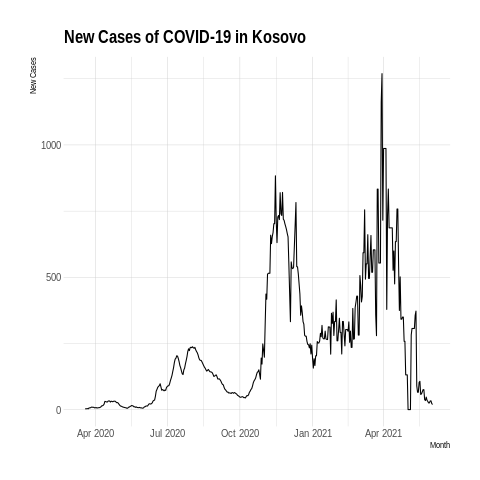 New Cases of COVID-19 in Kosovo
New Cases
1000
500
0
Apr 2020 Jul 2020 Oct 2020 Jan 2021 Apr 2021
Month